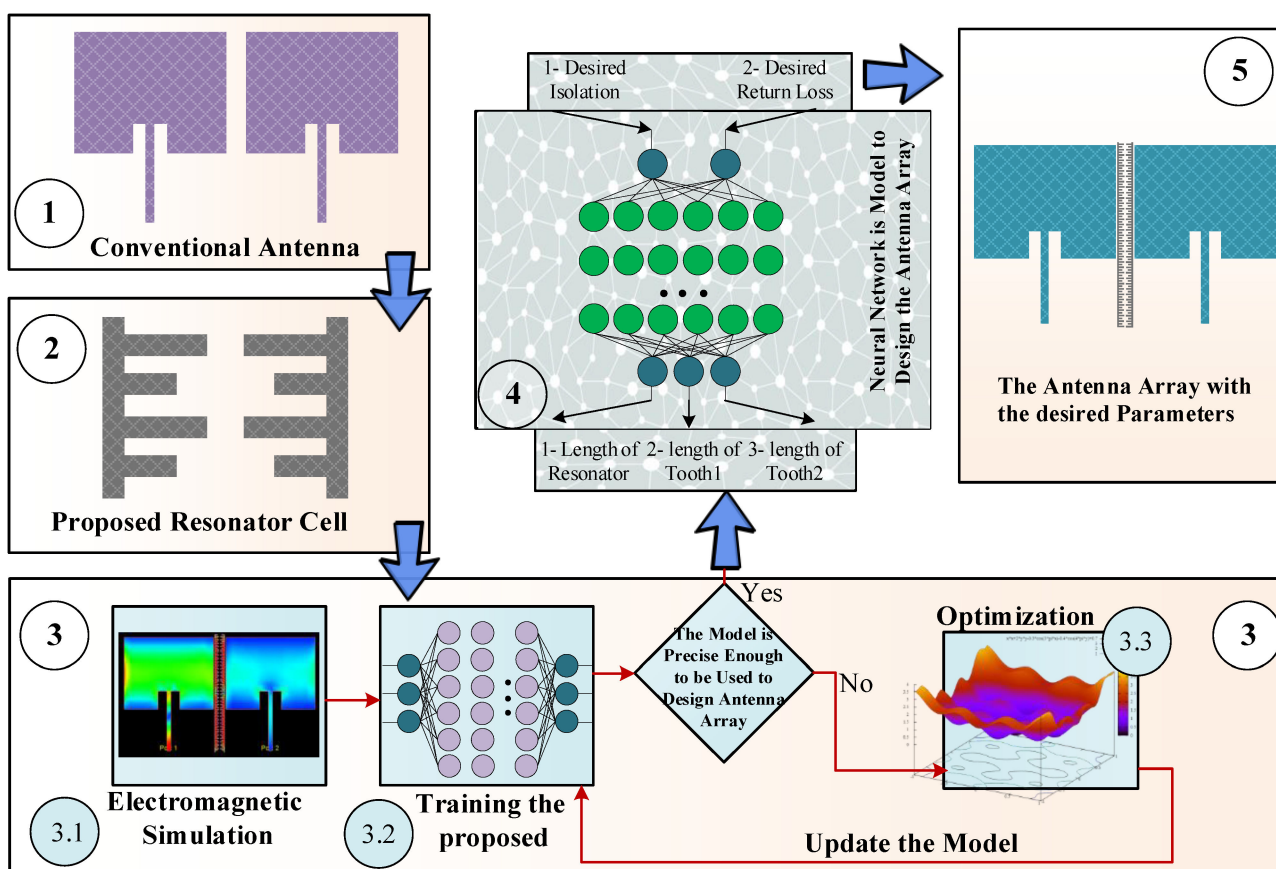 1
Conventional Antenna
2
Proposed Resonator Cell
1- Desired
Isolation
2- Desired
Return Loss
Neural Network is Model to
Design the Antenna Array
4
1- Length of
Resonator
2- length of
Tooth1
3- length of
Tooth2
5
The Antenna Array with
the desired Parameters
3
Electromagnetic
Simulation
3.1
Training the
proposed
3.2
The Model is
Precise Enough
to be Used to
Design Antenna
Array
Yes
No
Optimization
3.3
3
Update the Model